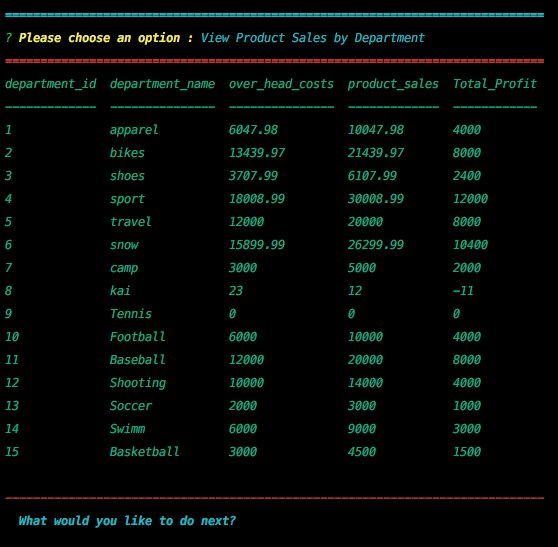 ? Please choose an option : View Product Sales by Department
department_id  department_name  over_head_costs  product_sales  Total_Profit
1              apparel          6047.98          10047.98       4000
2              bikes            13439.97         21439.97       8000
3              shoes            3707.99          6107.99        2400
4              sport            18008.99         30008.99       12000
5              travel           12000            20000          8000
6              snow             15899.99         26299.99       10400
7              camp             3000             5000           2000
8              kai              23               12             -11
9              Tennis           0                0              0
10             Football         6000             10000          4000
11             Baseball         12000            20000          8000
12             Shooting         10000            14000          4000
13             Soccer           2000             3000           1000
14             Swimm            6000             9000           3000
15             Basketball       3000             4500           1500
What would you like to do next?